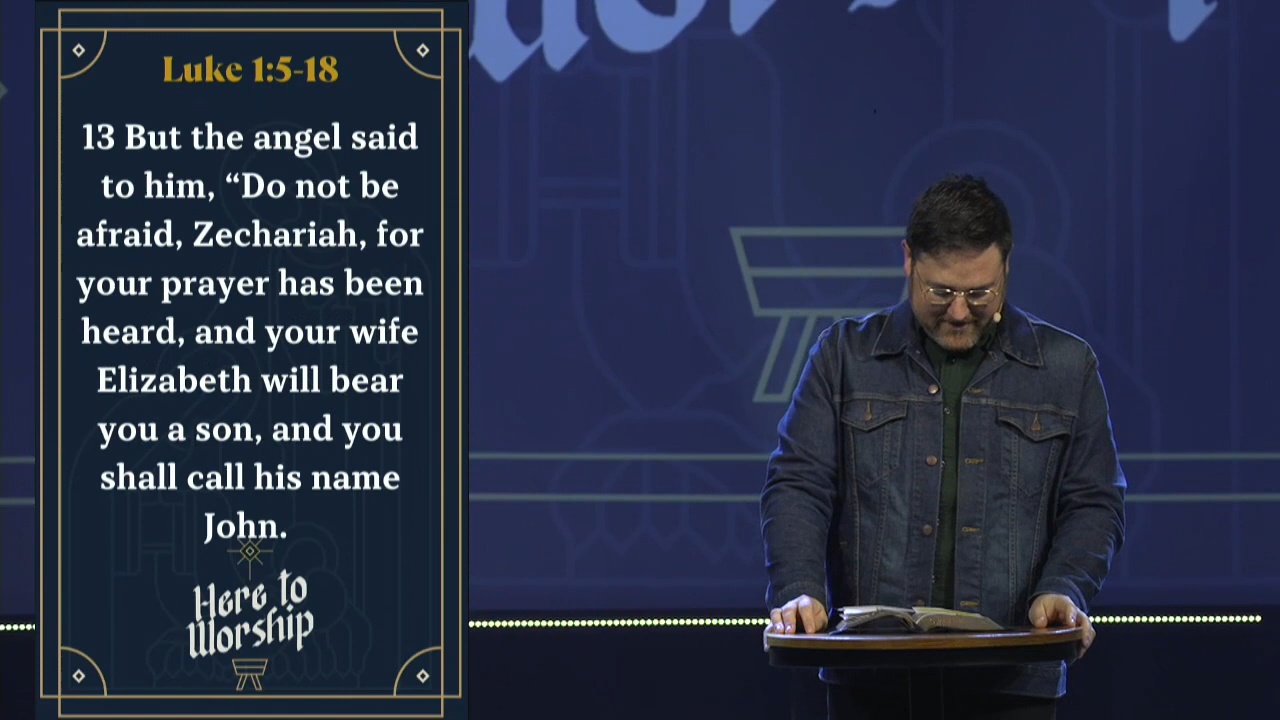 Luke 1:5-18
13 But the angel said
to him, “Do not be
afraid, Zechariah, for
your prayer has been
heard, and your wife
Elizabeth will bear
you a son, and you
shall call his name
John.
Here to
Worship